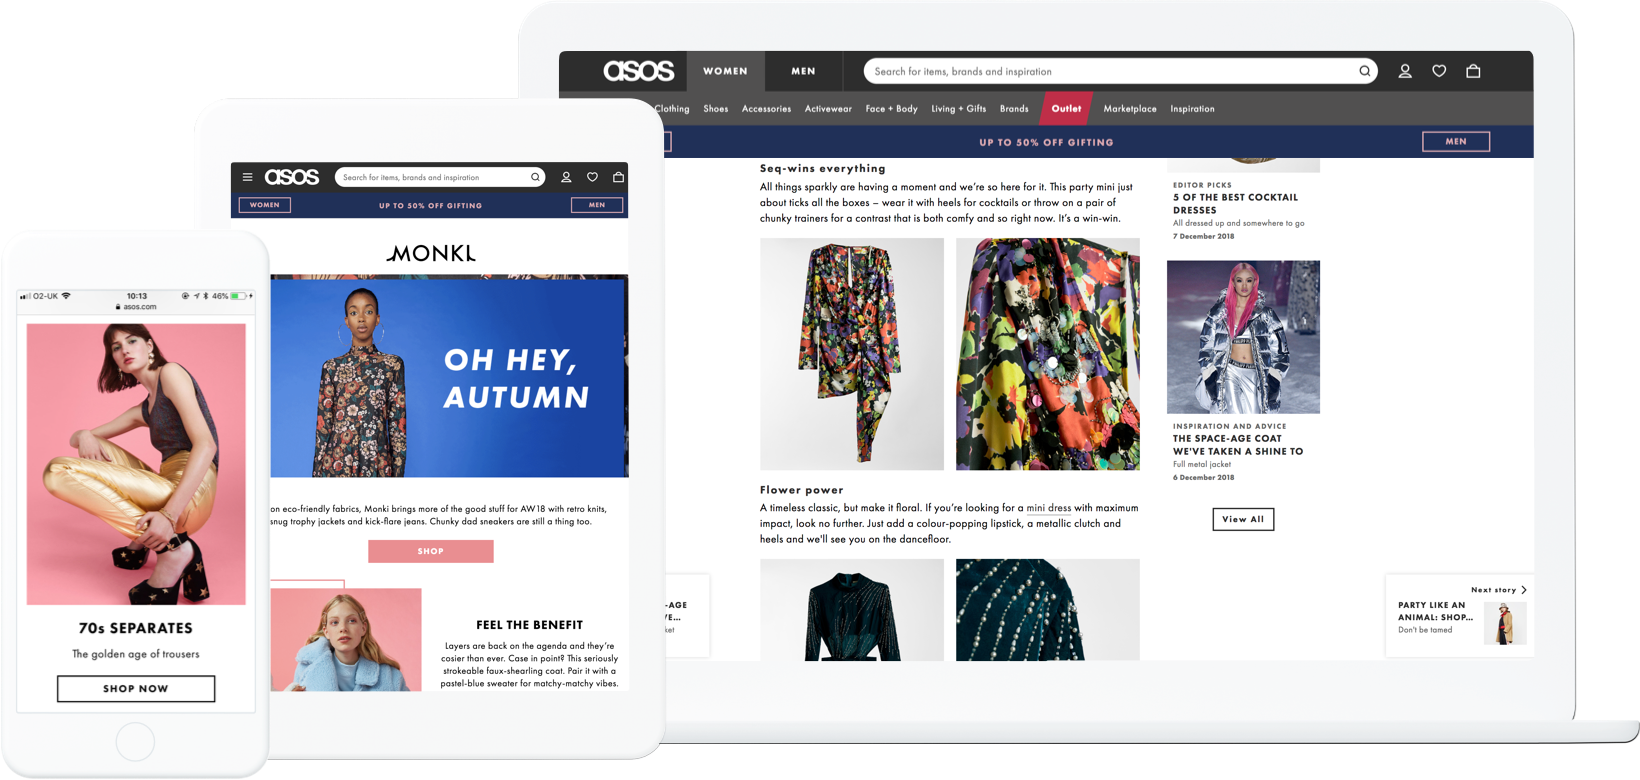 asos
WOMEN
MEN
Search for items, brands and inspiration
Clothing Shoes Accessories Activewear Face + Body Living + Gifts Brands Outlet Marketplace Inspiration
UP TO 50% OFF GIFTING
MEN
Seq-wins everything
All things sparkly are having a moment and we're so here for it. This party mini just
about ticks all the boxes – wear it with heels for cocktails or throw on a pair of
chunky trainers for a contrast that is both comfy and so right now. It's a win-win.
Flower power
A timeless classic, but make it floral. If you're looking for a mini dress with maximum
impact, look no further. Just add a colour-popping lipstick, a metallic clutch and
heels and we'll see you on the dancefloor.
EDITOR PICKS
5 OF THE BEST COCKTAIL
DRESSES
All dressed up and somewhere to go
7 December 2018
INSPIRATION AND ADVICE
THE SPACE-AGE COAT
WE'VE TAKEN A SHINE TO
Full metal jacket
6 December 2018
View All
-AGE
'E...
ket
Next story
PARTY LIKE AN
ANIMAL: SHOP...
Don't be tamed
asos
Search for items, brands and inspiration
WOMEN
UP TO 50% OFF GIFTING
MEN
MONKI
OH HEY,
AUTUMN
on eco-friendly fabrics, Monki brings more of the good stuff for AW18 with retro knits,
snug trophy jackets and kick-flare jeans. Chunky dad sneakers are still a thing too.
SHOP
FEEL THE BENEFIT
Layers are back on the agenda and they're
cosier than ever. Case in point? This seriously
strokeable faux-shearling coat. Pair it with a
pastel-blue sweater for matchy-matchy vibes.
O2-UK
10:13
46%
asos.com
70s SEPARATES
The golden age of trousers
SHOP NOW